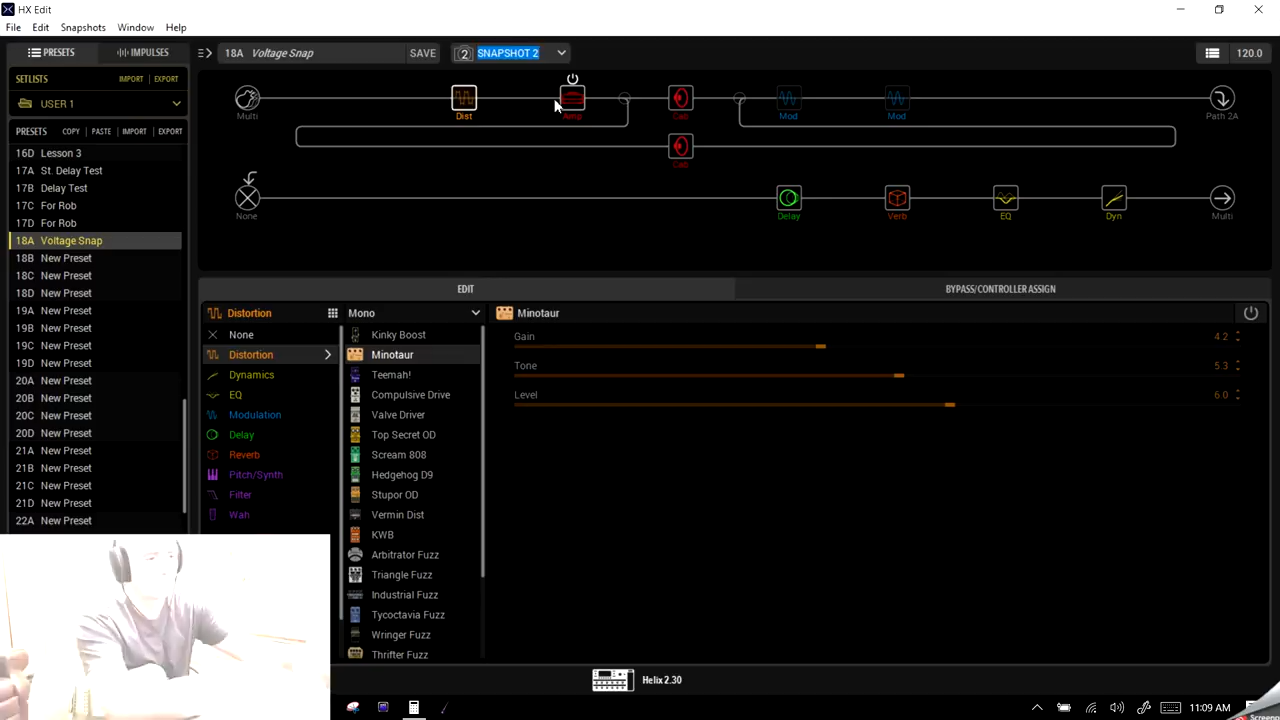 HX Edit
File Edit Snapshots Window Help
PRESETS IMPULSES 18A Voltage Snap SAVE 2 SNAPSHOT 2 120.0
SETLISTS IMPORT EXPORT
USER 1
PRESETS COPY PASTE IMPORT EXPORT
16D Lesson 3
17A St. Delay Test
17B Delay Test
17C For Rob
17D For Rob
18A Voltage Snap
18B New Preset
18C New Preset
18D New Preset
19A New Preset
19B New Preset
19C New Preset
19D New Preset
20A New Preset
20B New Preset
20C New Preset
20D New Preset
21A New Preset
21B New Preset
21C New Preset
21D New Preset
22A New Preset
Multi Dist Amp Cab Mod Mod Path 2A
Cab
None Delay Verb EQ Dyn Multi
EDIT BYPASS/CONTROLLER ASSIGN
Distortion
None
Distortion
Dynamics
EQ
Modulation
Delay
Reverb
Pitch/Synth
Filter
Wah
Mono
Kinky Boost
Minotaur
Teemah!
Compulsive Drive
Valve Driver
Top Secret OD
Scream 808
Hedgehog D9
Stupor OD
Vermin Dist
KWB
Arbitrator Fuzz
Triangle Fuzz
Industrial Fuzz
Tycoctavia Fuzz
Wringer Fuzz
Thrifter Fuzz
Minotaur
Gain 4.2
Tone 5.3
Level 6.0
Helix 2.30
11:09 AM